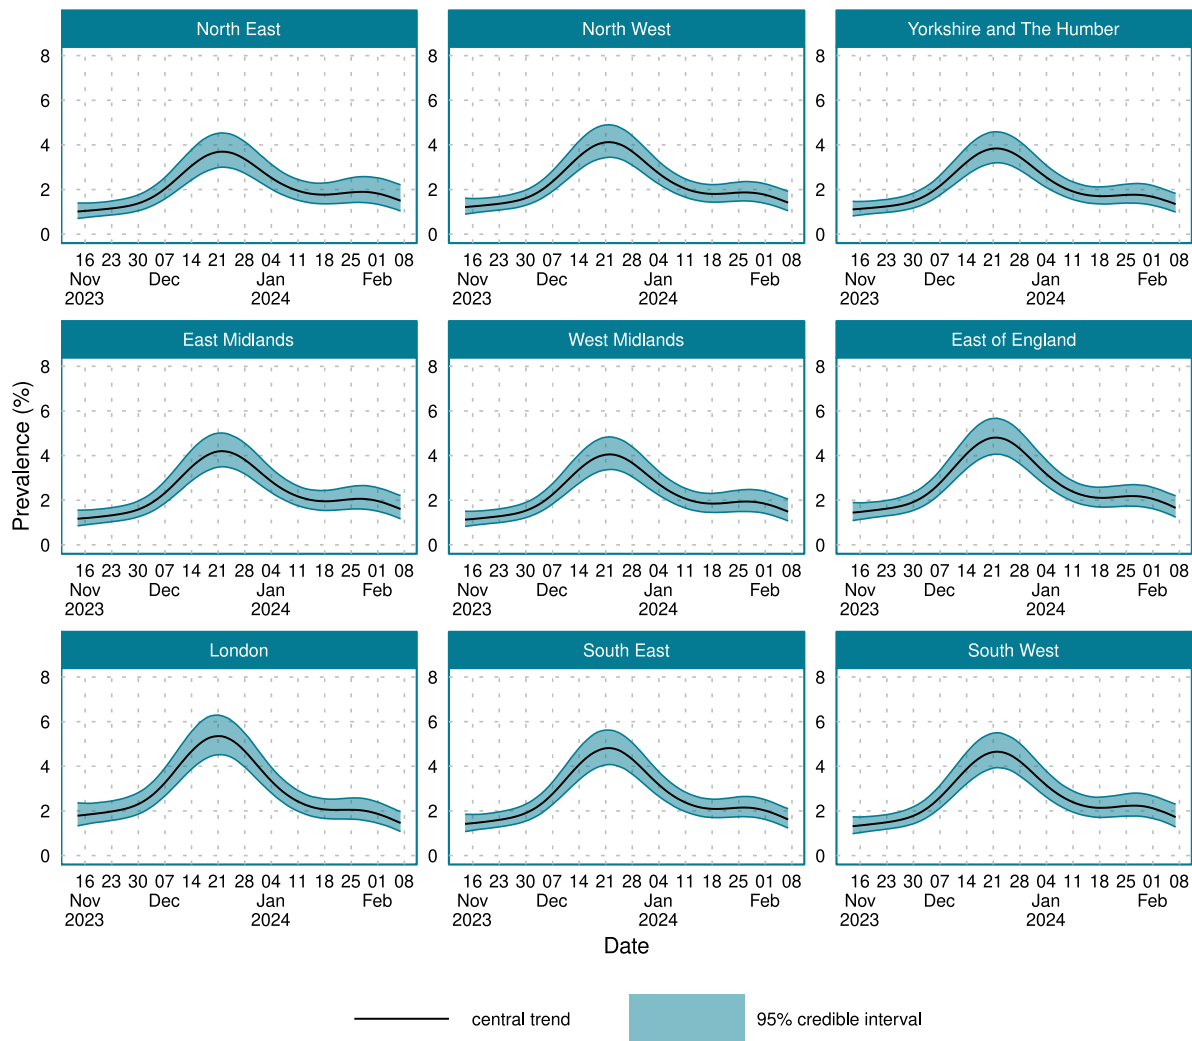 North East North West Yorkshire and The Humber
8 8 8
6 6 6
4 4 4
2 2 2
0 0 0
16 23 30 07 14 21 28 04 11 18 25 01 08 16 23 30 07 14 21 28 04 11 18 25 01 08 16 23 30 07 14 21 28 04 11 18 25 01 08
Nov Dec Jan Feb Nov Dec Jan Feb Nov Dec Jan Feb
2023 2024 2023 2024 2023 2024
East Midlands West Midlands East of England
8 8 8
6 6 6
4 4 4
2 2 2
0 0 0
16 23 30 07 14 21 28 04 11 18 25 01 08 16 23 30 07 14 21 28 04 11 18 25 01 08 16 23 30 07 14 21 28 04 11 18 25 01 08
Nov Dec Jan Feb Nov Dec Jan Feb Nov Dec Jan Feb
2023 2024 2023 2024 2023 2024
Prevalence (%)
London South East South West
8 8 8
6 6 6
4 4 4
2 2 2
0 0 0
16 23 30 07 14 21 28 04 11 18 25 01 08 16 23 30 07 14 21 28 04 11 18 25 01 08 16 23 30 07 14 21 28 04 11 18 25 01 08
Nov Dec Jan Feb Nov Dec Jan Feb Nov Dec Jan Feb
2023 2024 2023 2024 2023 2024
Date
central trend 95% credible interval